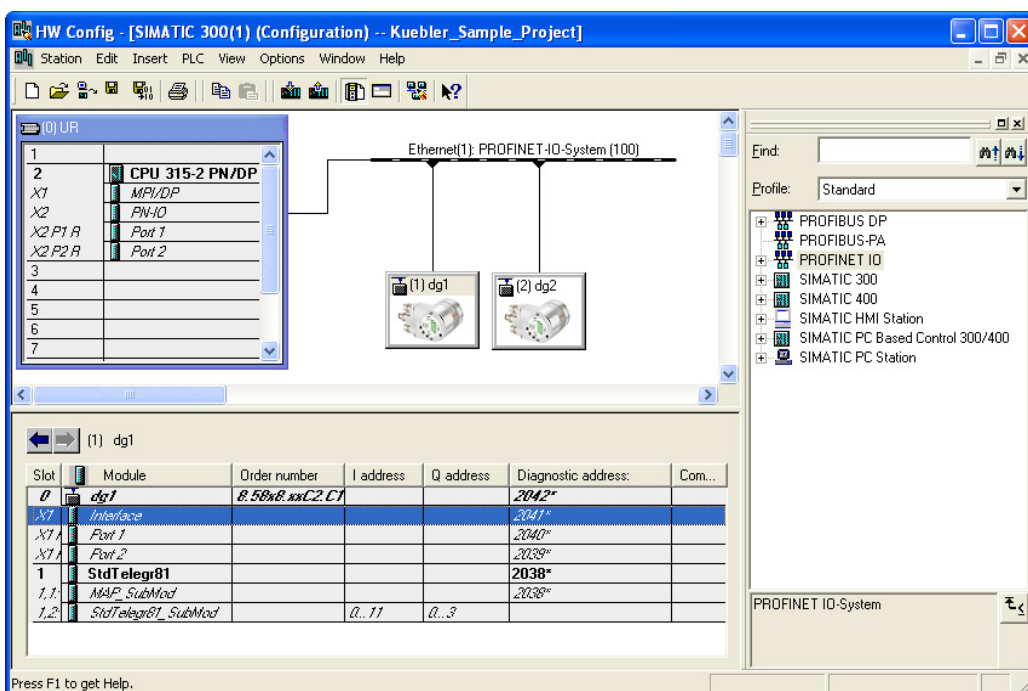 HW Config - [SIMATIC 300(1) (Configuration) -- Kuebler_Sample_Project]
Station Edit Insert PLC View Options Window Help
(0) UR
1
2 CPU 315-2 PN/DP
X1 MPI/DP
X2 PN-IO
X2 P1 R Port 1
X2 P2 R Port 2
3
4
5
6
7
Ethernet(1): PROFINET-IO-System (100)
(1) dg1
(2) dg2
Find:
Profile: Standard
PROFIBUS DP
PROFIBUS-PA
PROFINET IO
SIMATIC 300
SIMATIC 400
SIMATIC HMI Station
SIMATIC PC Based Control 300/400
SIMATIC PC Station
PROFINET IO-System
(1) dg1
Slot Module Order number I address Q address Diagnostic address: Com...
0 dg1 8.58x8.xxC2.C1 2042*
X1 Interface 2041*
X1 Port 1 2040*
X1 Port 2 2039*
1 StdTelegr81 2038*
1,1 MAP_SubMod 2038*
1,2 StdTelegr81_SubMod 0...11 0...3
Press F1 to get Help.